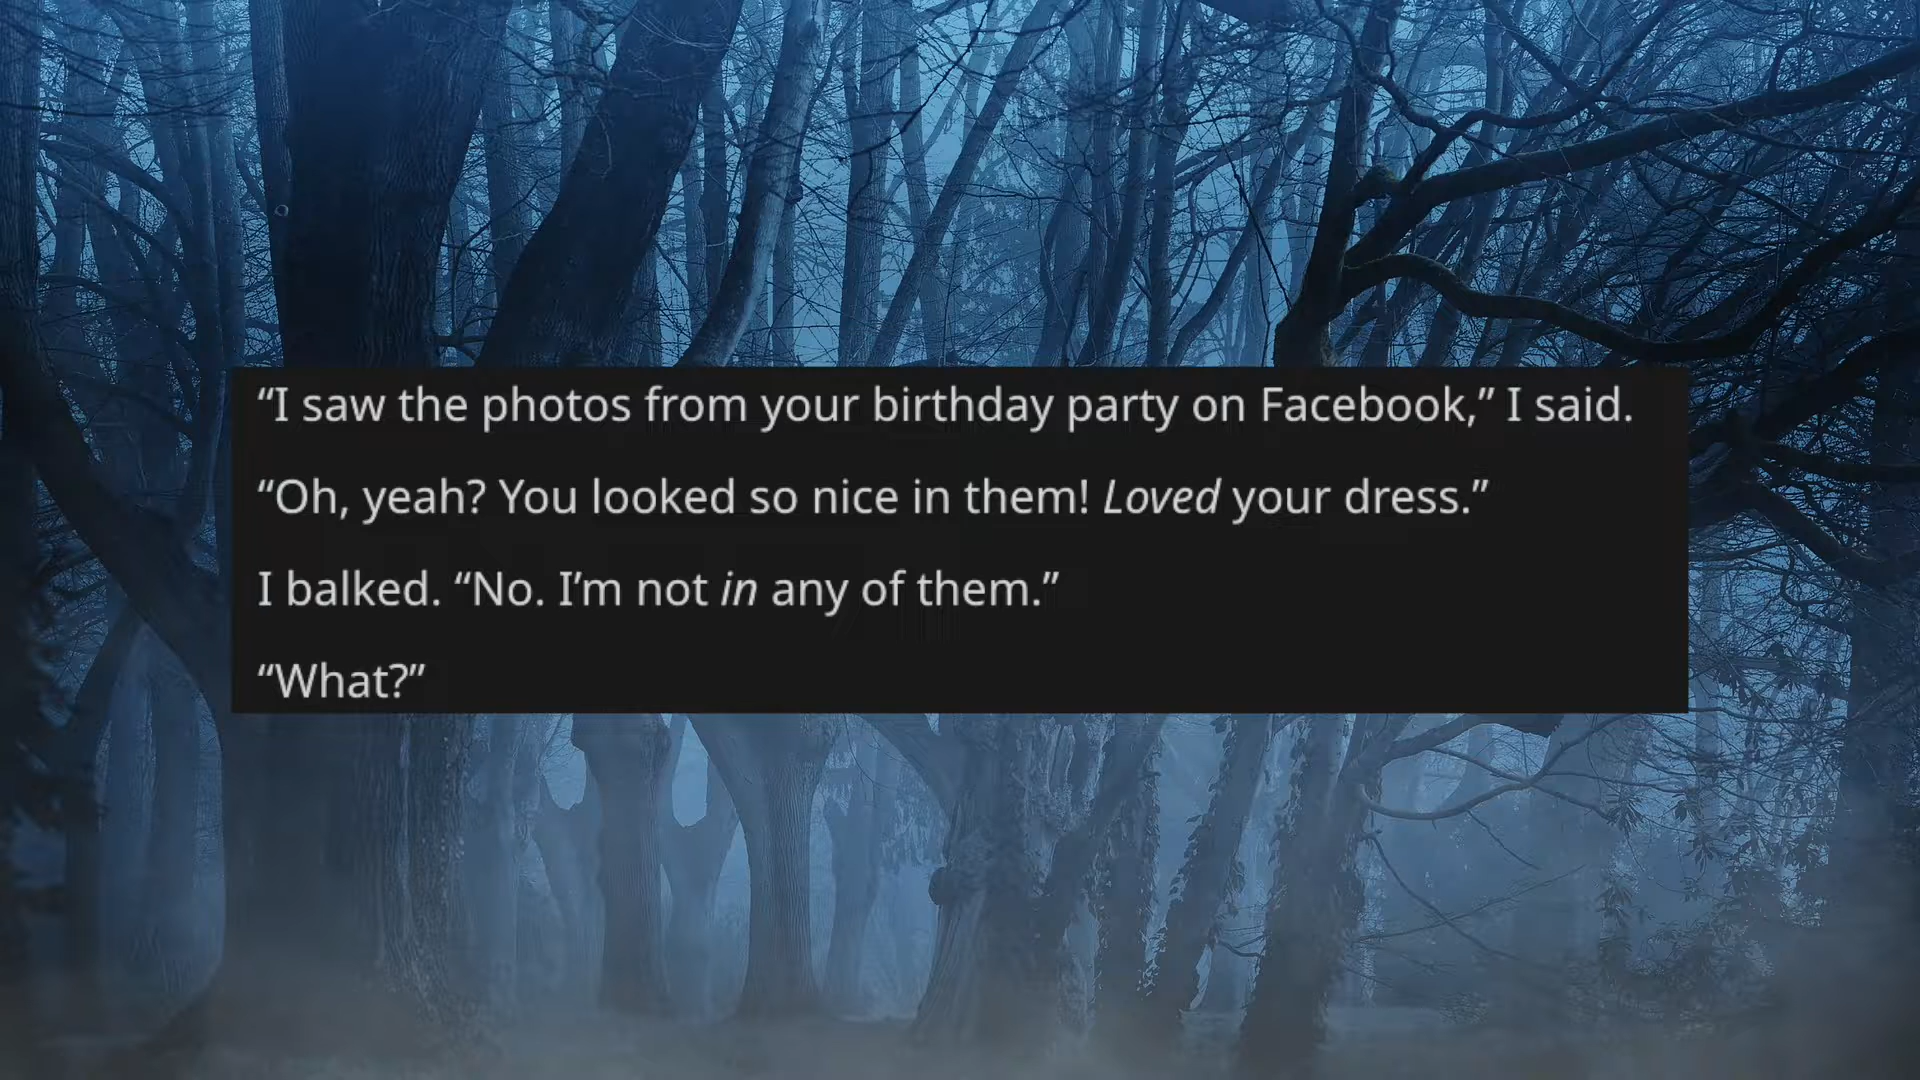 “I saw the photos from your birthday party on Facebook,” I said.
“Oh, yeah? You looked so nice in them! Loved your dress.”
I balked. “No. I’m not in any of them.”
“What?”